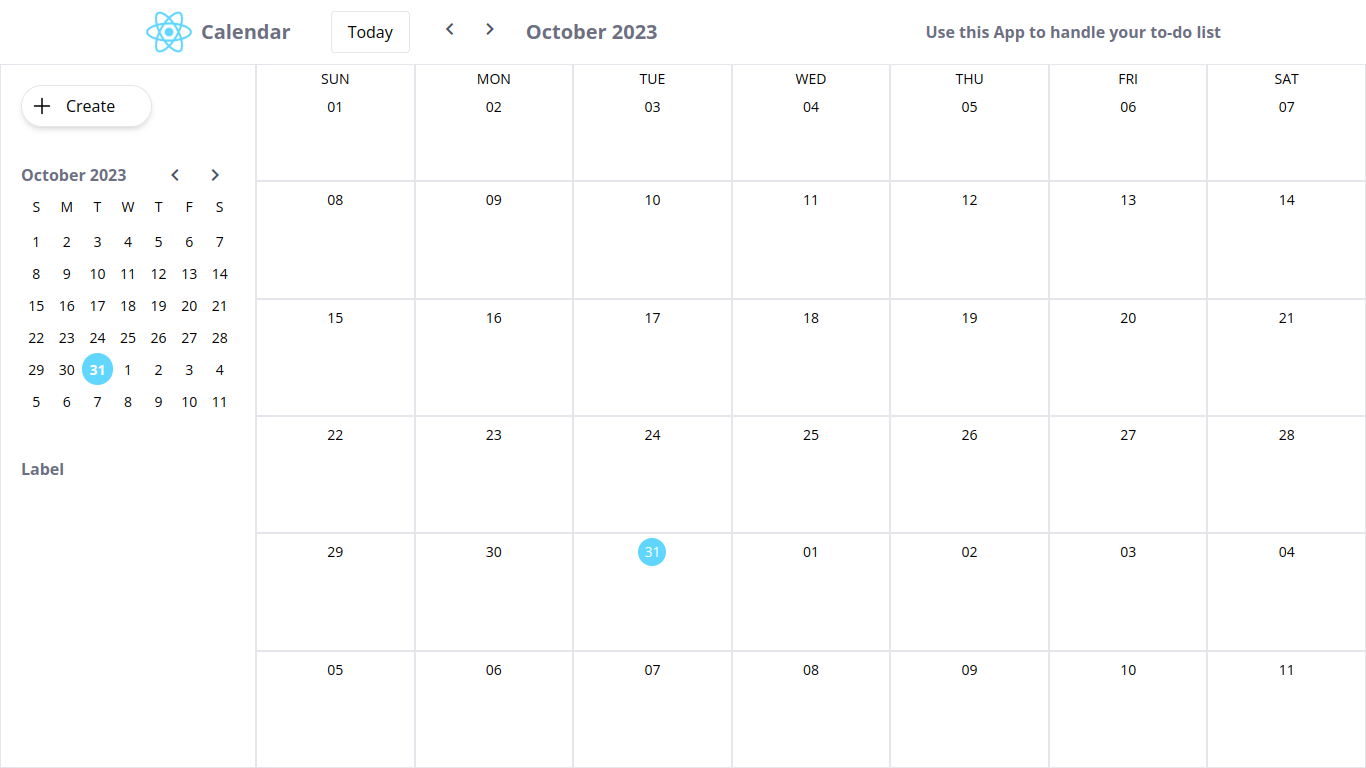 Calendar Today October 2023 Use this App to handle your to-do list
Create
October 2023
S M T W T F S
1 2 3 4 5 6 7
8 9 10 11 12 13 14
15 16 17 18 19 20 21
22 23 24 25 26 27 28
29 30 31 1 2 3 4
5 6 7 8 9 10 11
Label
SUN MON TUE WED THU FRI SAT
01 02 03 04 05 06 07
08 09 10 11 12 13 14
15 16 17 18 19 20 21
22 23 24 25 26 27 28
29 30 31 01 02 03 04
05 06 07 08 09 10 11